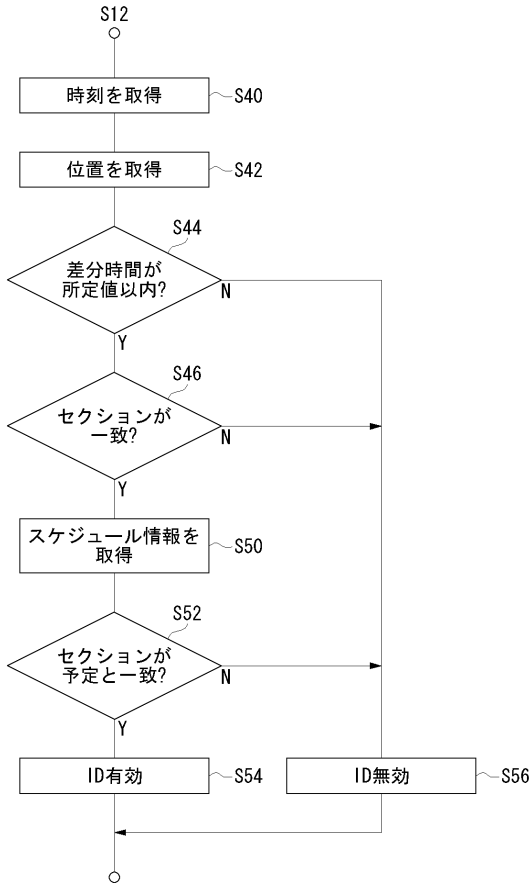 S12
時刻を取得
S40
位置を取得
S42
S44
差分時間が
所定値以内?
N
Y
S46
セクションが
一致?
N
Y
スケジュール情報を
取得
S50
S52
セクションが
予定と一致?
N
Y
ID有効
S54
ID無効
S56